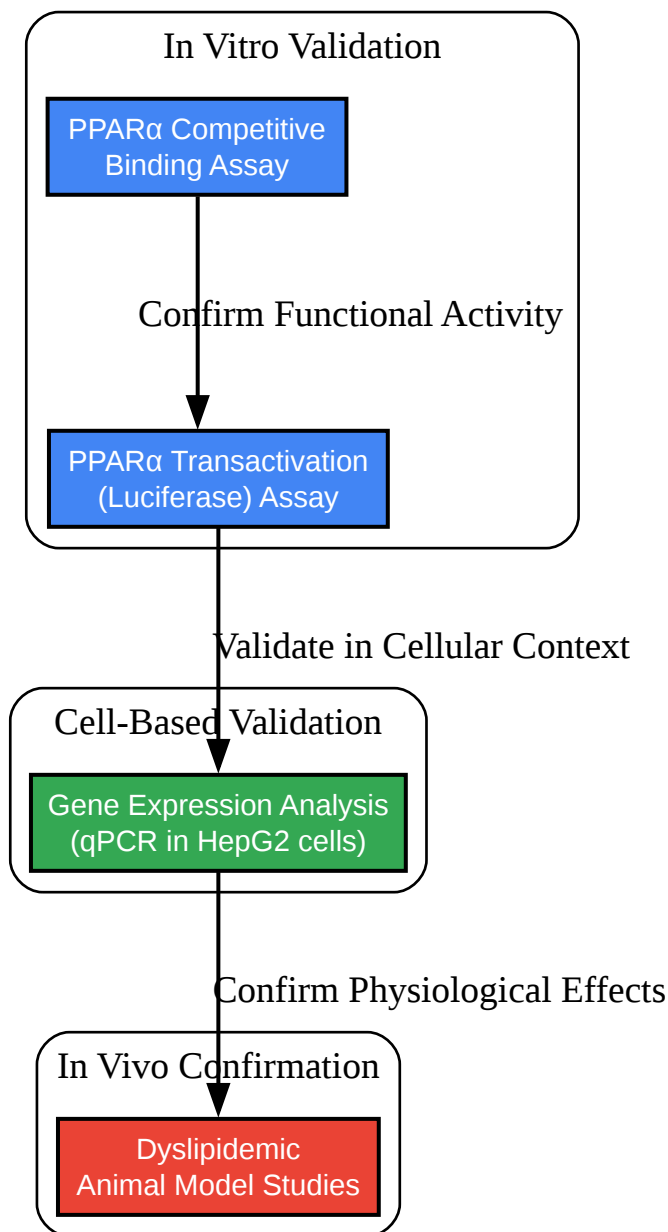 In Vitro Validation
PPARα Competitive
Binding Assay
Confirm Functional Activity
PPARα Transactivation
(Luciferase) Assay
Validate in Cellular Context
Cell-Based Validation
Gene Expression Analysis
(qPCR in HepG2 cells)
Confirm Physiological Effects
In Vivo Confirmation
Dyslipidemic
Animal Model Studies